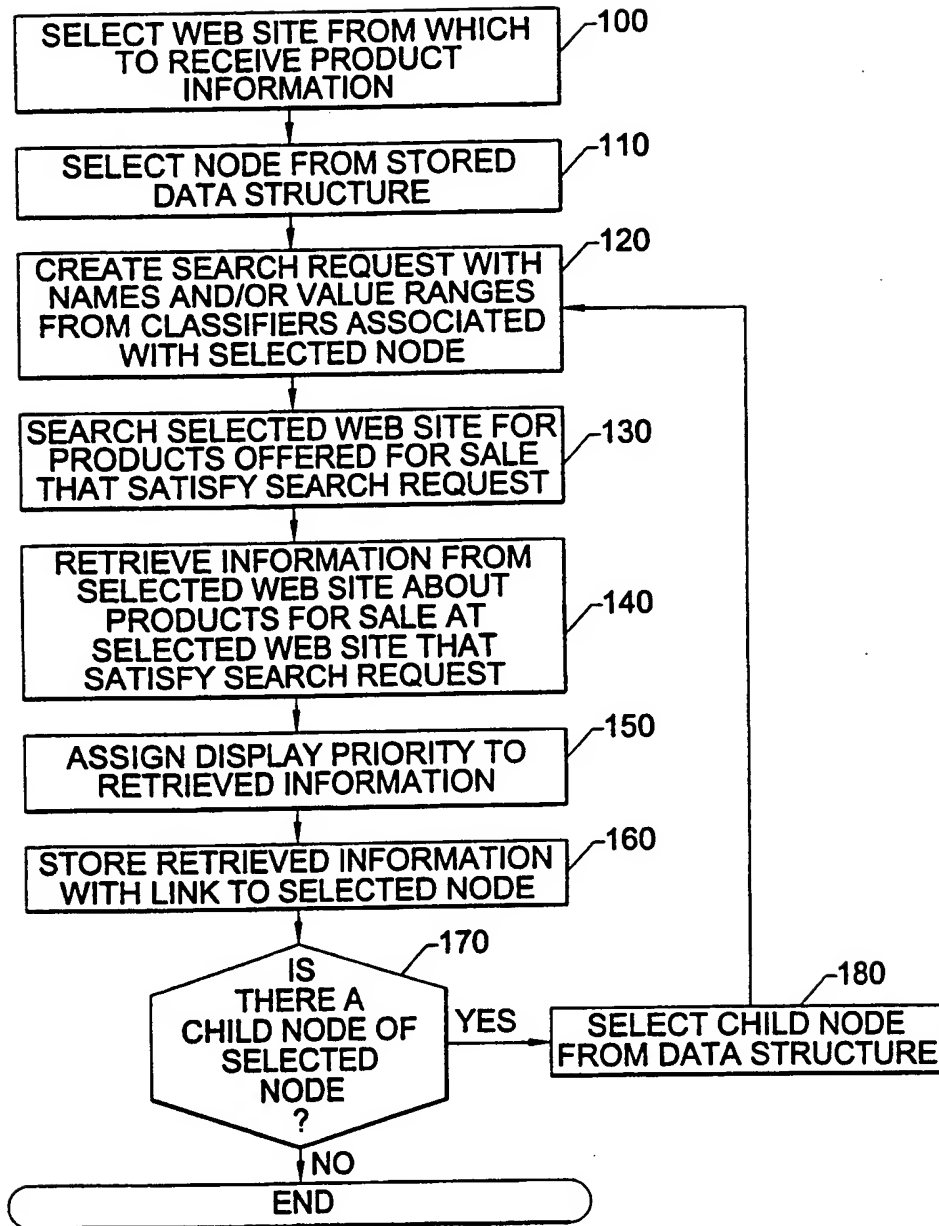 SELECT WEB SITE FROM WHICH
TO RECEIVE PRODUCT
INFORMATION
100
SELECT NODE FROM STORED
DATA STRUCTURE
110
CREATE SEARCH REQUEST WITH
NAMES AND/OR VALUE RANGES
FROM CLASSIFIERS ASSOCIATED
WITH SELECTED NODE
120
SEARCH SELECTED WEB SITE FOR
PRODUCTS OFFERED FOR SALE
THAT SATISFY SEARCH REQUEST
130
RETRIEVE INFORMATION FROM
SELECTED WEB SITE ABOUT
PRODUCTS FOR SALE AT
SELECTED WEB SITE THAT
SATISFY SEARCH REQUEST
140
ASSIGN DISPLAY PRIORITY TO
RETRIEVED INFORMATION
150
STORE RETRIEVED INFORMATION
WITH LINK TO SELECTED NODE
160
IS
THERE A
CHILD NODE OF
SELECTED
NODE
?
170
YES
SELECT CHILD NODE
FROM DATA STRUCTURE
180
NO
END